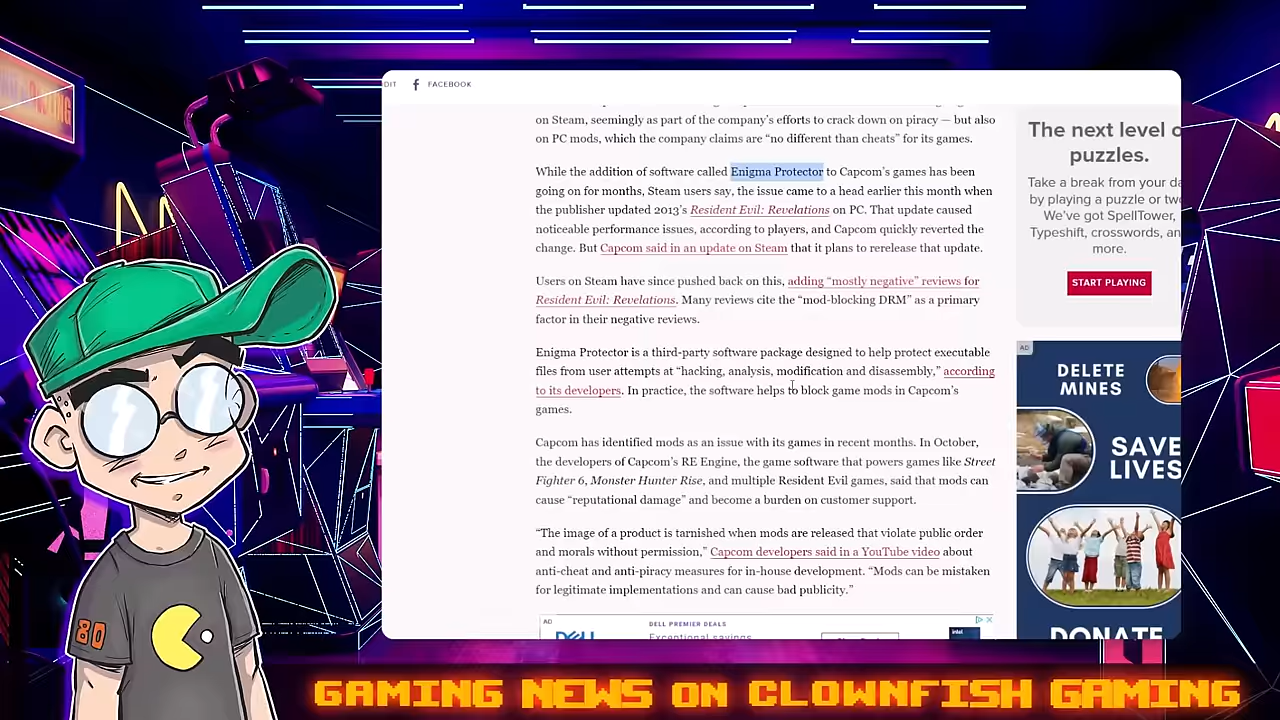 DIT FACEBOOK
on Steam, seemingly as part of the company's efforts to crack down on piracy — but also
on PC mods, which the company claims are “no different than cheats” for its games.
While the addition of software called Enigma Protector to Capcom's games has been
going on for months, Steam users say, the issue came to a head earlier this month when
the publisher updated 2013's Resident Evil: Revelations on PC. That update caused
noticeable performance issues, according to players, and Capcom quickly reverted the
change. But Capcom said in an update on Steam that it plans to rerelease that update.
Users on Steam have since pushed back on this, adding “mostly negative” reviews for
Resident Evil: Revelations. Many reviews cite the “mod-blocking DRM” as a primary
factor in their negative reviews.
Enigma Protector is a third-party software package designed to help protect executable
files from user attempts at “hacking, analysis, modification and disassembly,” according
to its developers. In practice, the software helps to block game mods in Capcom's
games.
Capcom has identified mods as an issue with its games in recent months. In October,
the developers of Capcom's RE Engine, the game software that powers games like Street
Fighter 6, Monster Hunter Rise, and multiple Resident Evil games, said that mods can
cause “reputational damage” and become a burden on customer support.
“The image of a product is tarnished when mods are released that violate public order
and morals without permission,” Capcom developers said in a YouTube video about
anti-cheat and anti-piracy measures for in-house development. “Mods can be mistaken
for legitimate implementations and can cause bad publicity.”
AD
DELL PREMIER DEALS
Exceptional savings
intel
The next level o
puzzles.
Take a break from your da
by playing a puzzle or tw
We've got SpellTower,
Typeshift, crosswords, an
more.
START PLAYING
AD
DELETE
MINES
SAVE
LIVES
DONATE
80
GAMING NEWS ON CLOWNFISH GAMING